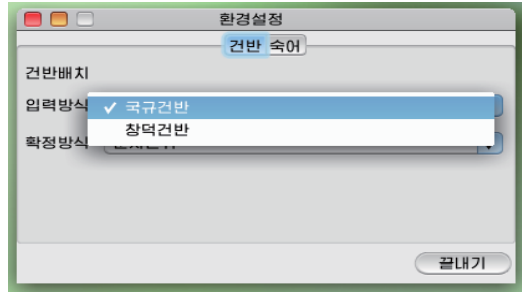 환경설정
건반 숙어
건반배치
입력방식 ✓ 국규건반
창덕건반
확정방식
끝내기